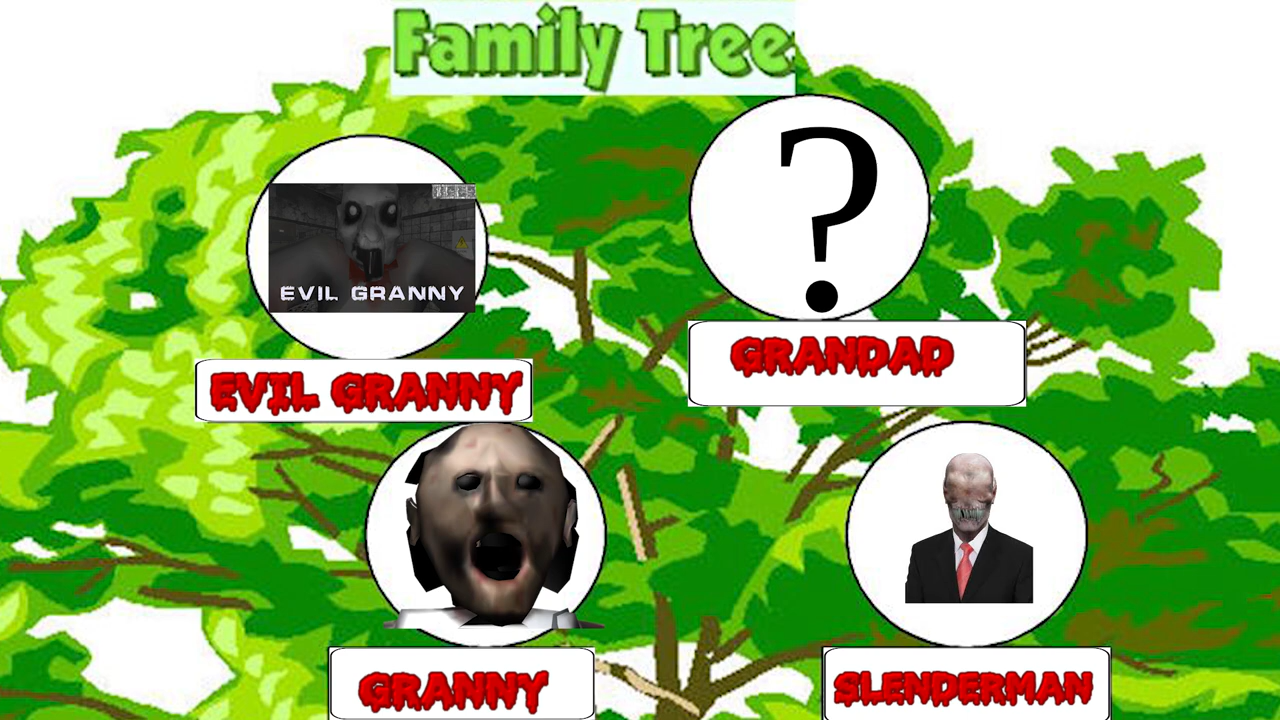 Family Tree
?
EVIL GRANNY
GRANDAD
EVIL GRANNY
GRANNY
SLENDERMAN